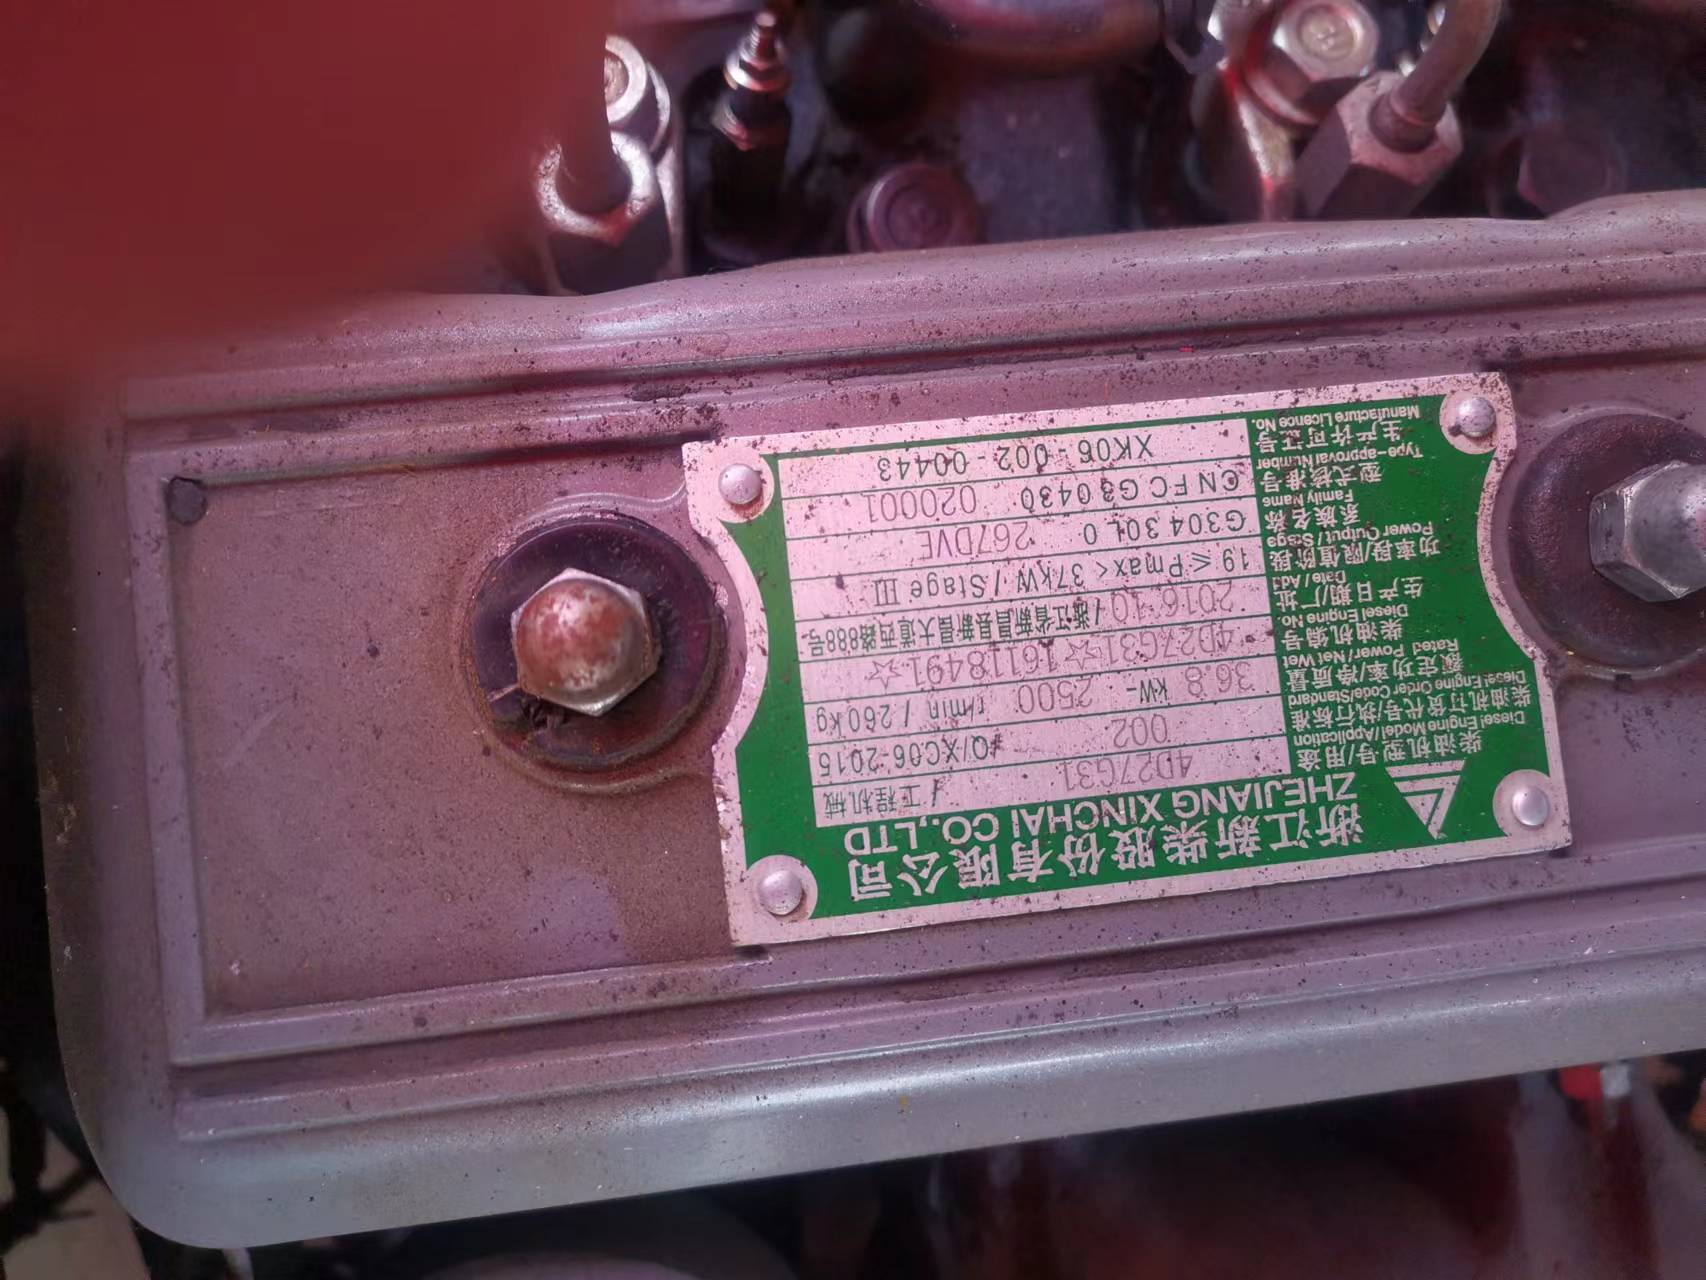 浙江新柴股份有限公司
ZHEJIANG XINCHAI CO.,LTD
柴油机型号/用途 4D27G31 / 工程机械
Diesel Engine Model/Application
柴油机订货代号/执行标准 002 Q/XC06-2015
Diesel Engine Order Code/Standard
额定功率/净质量 36.8 kW- 2500 r/min / 260kg
Rated Power/Net Wet
柴油机编号 4D27G31☆16118491☆
Diesel Engine No.
生产日期/厂址 2016.10 / 浙江省新昌县新昌大道西路888号
Date / Add
功率段/限值阶段 19≤Pmax<37kW / Stage III
Power Output / Stage
系族名称 G304301 0 267DVE
Family Name
型式核准号 CNFC G3 0430 020001
Type-approval Number
生产许可证号 XK06-002-00443
Manufacture Licence No.